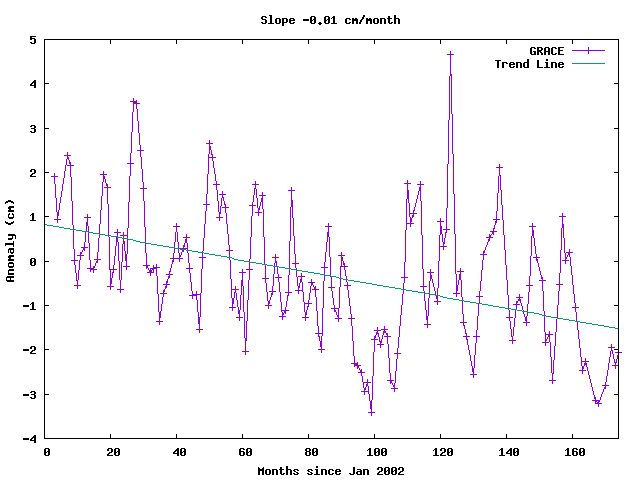 Slope -0.01 cm/month
GRACE
Trend Line
5
4
3
2
1
0
-1
-2
-3
-4
Anomaly (cm)
0 20 40 60 80 100 120 140 160
Months since Jan 2002